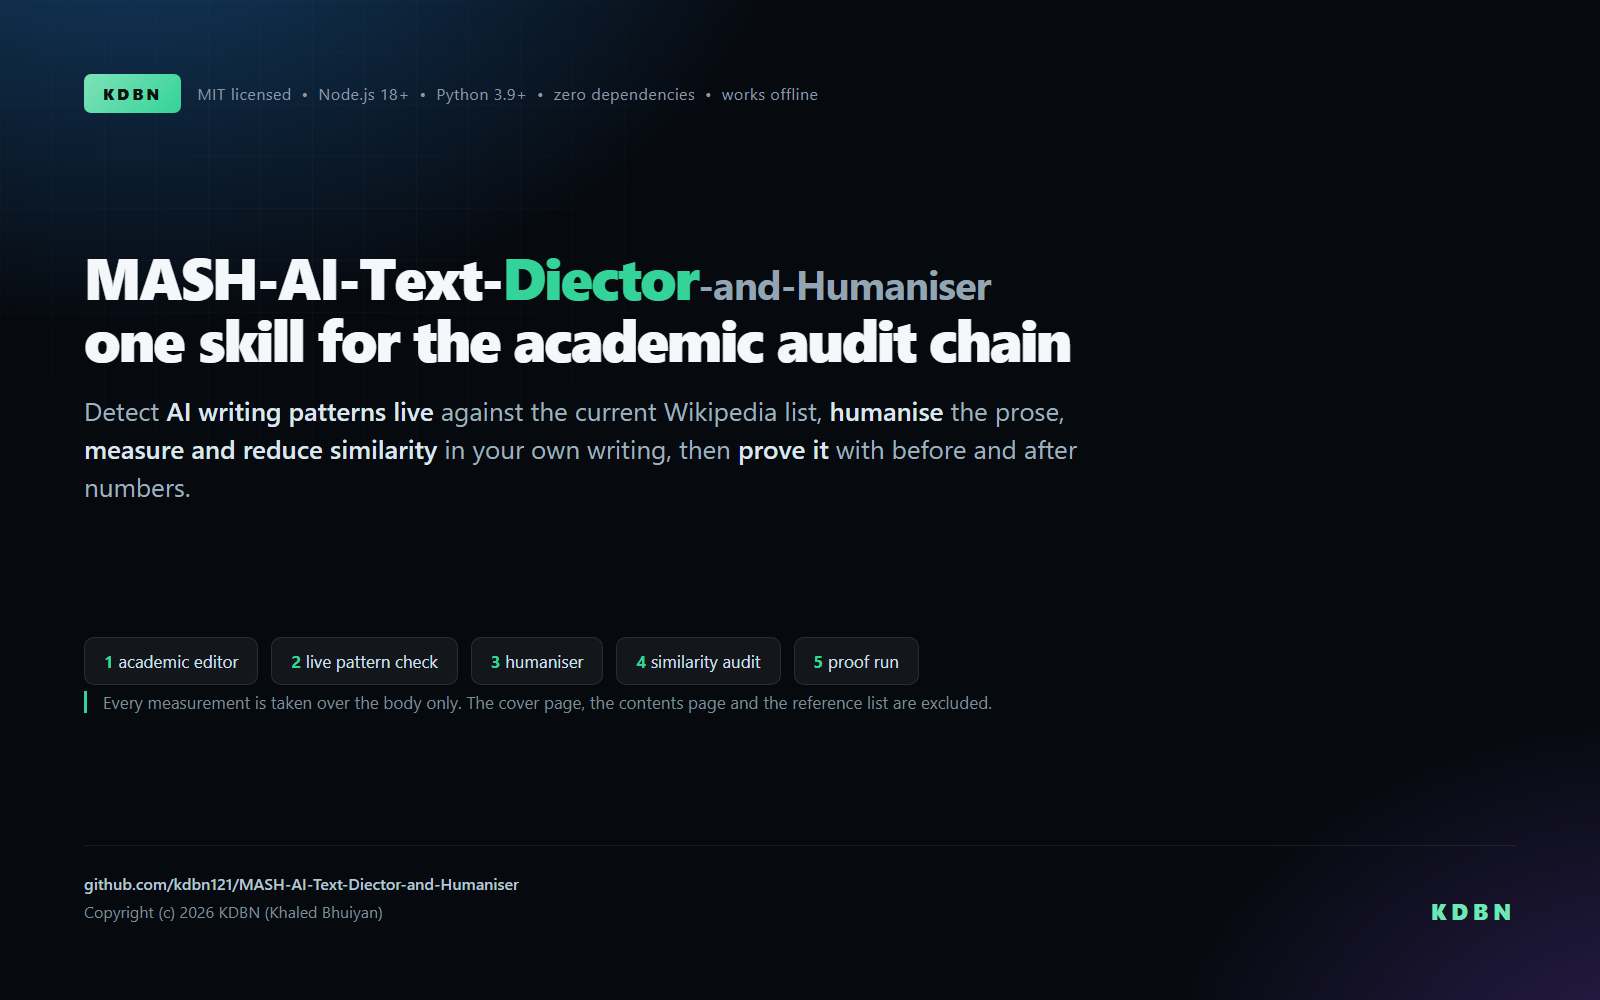 KDBN MIT licensed • Node.js 18+ • Python 3.9+ • zero dependencies • works offline
MASH-AI-Text-Diector-and-Humaniser
one skill for the academic audit chain
Detect AI writing patterns live against the current Wikipedia list, humanise the prose,
measure and reduce similarity in your own writing, then prove it with before and after
numbers.
1 academic editor 2 live pattern check 3 humaniser 4 similarity audit 5 proof run
Every measurement is taken over the body only. The cover page, the contents page and the reference list are excluded.
github.com/kdbn121/MASH-AI-Text-Diector-and-Humaniser
Copyright (c) 2026 KDBN (Khaled Bhuiyan)
KDBN